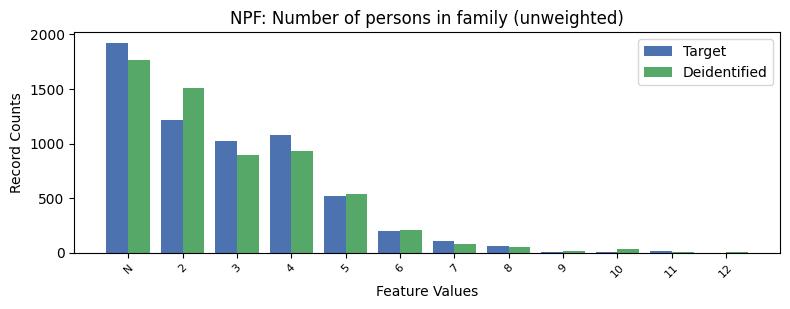 NPF: Number of persons in family (unweighted)
Target
Deidentified
Record Counts
2000
1500
1000
500
0
N 2 3 4 5 6 7 8 9 10 11 12
Feature Values